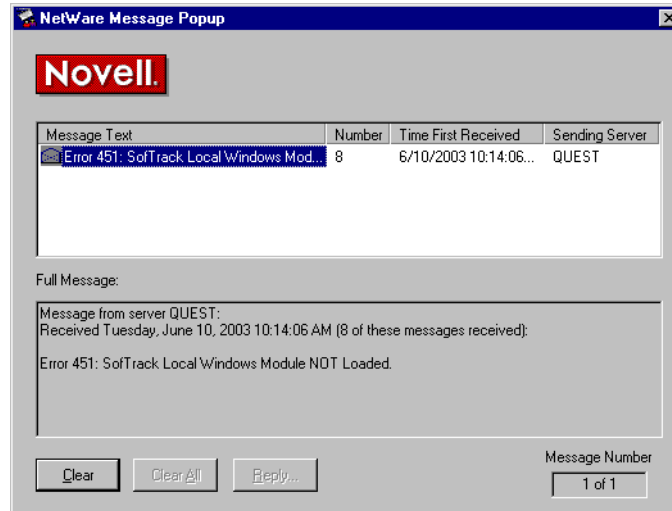 NetWare Message Popup
Novell.
Message Text Number Time First Received Sending Server
Error 451: SofTrack Local Windows Mod... 8 6/10/2003 10:14:06... QUEST
Full Message:
Message from server QUEST:
Received Tuesday, June 10, 2003 10:14:06 AM (8 of these messages received):
Error 451: SofTrack Local Windows Module NOT Loaded.
Message Number
Clear Clear All Reply... 1 of 1